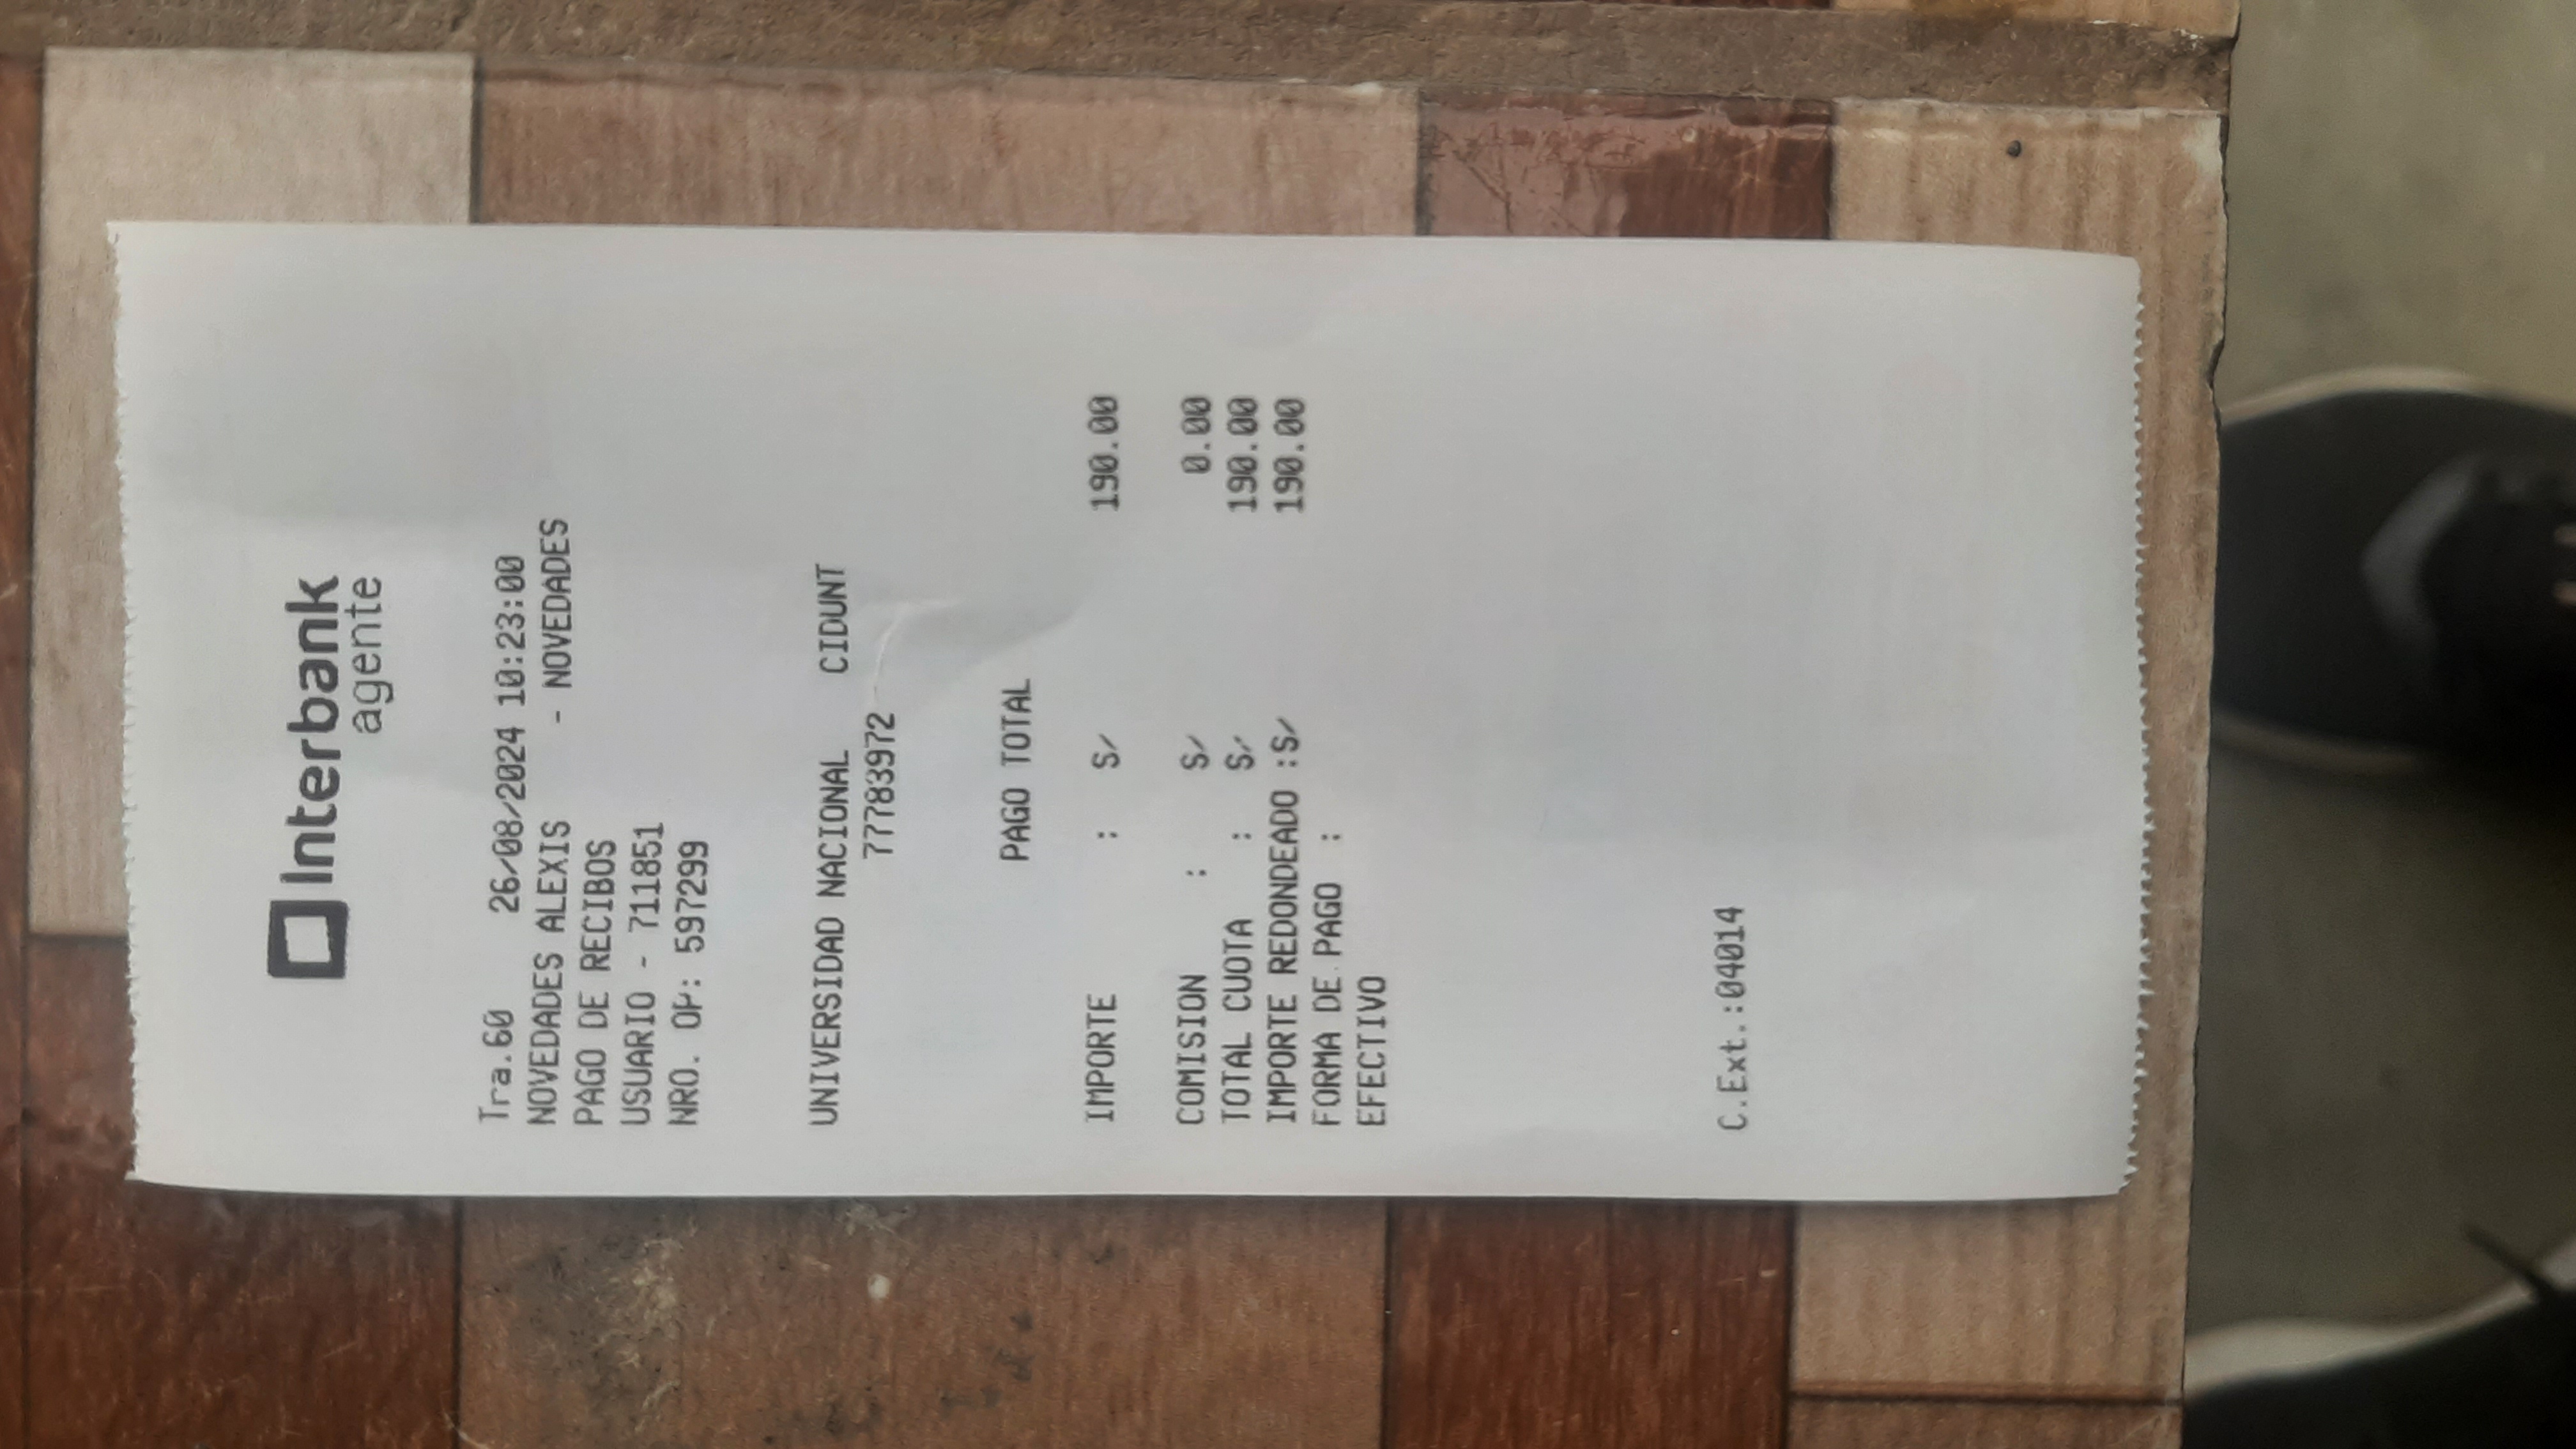 Interbank
agente
Tra.60 26/08/2024 10:23:00
NOVEDADES ALEXIS - NOVEDADES
PAGO DE RECIBOS
USUARIO - 711851
NRO. OP: 597299
UNIVERSIDAD NACIONAL CIDUNT
77783972
PAGO TOTAL
IMPORTE : S/ 190.00
COMISION : S/ 0.00
TOTAL CUOTA : S/ 190.00
IMPORTE REDONDEADO :S/ 190.00
FORMA DE PAGO :
EFECTIVO
C.Ext.:04014